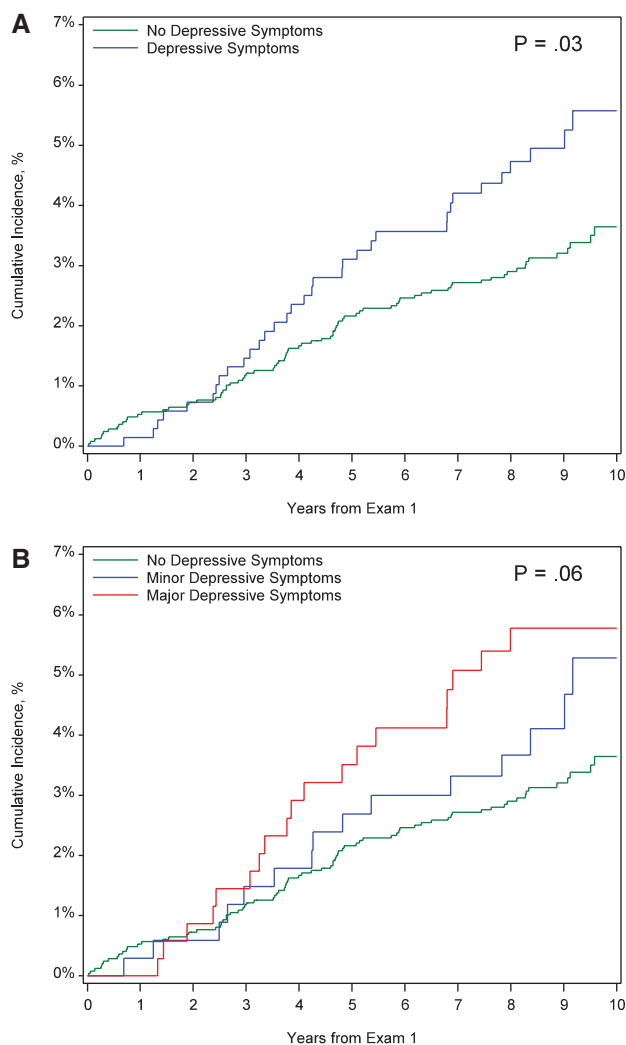 A
7%
No Depressive Symptoms
Depressive Symptoms
P = .03
6%
5%
4%
3%
2%
1%
0%
Cumulative Incidence, %
0 1 2 3 4 5 6 7 8 9 10
Years from Exam 1
B
7%
No Depressive Symptoms
Minor Depressive Symptoms
Major Depressive Symptoms
P = .06
6%
5%
4%
3%
2%
1%
0%
Cumulative Incidence, %
0 1 2 3 4 5 6 7 8 9 10
Years from Exam 1